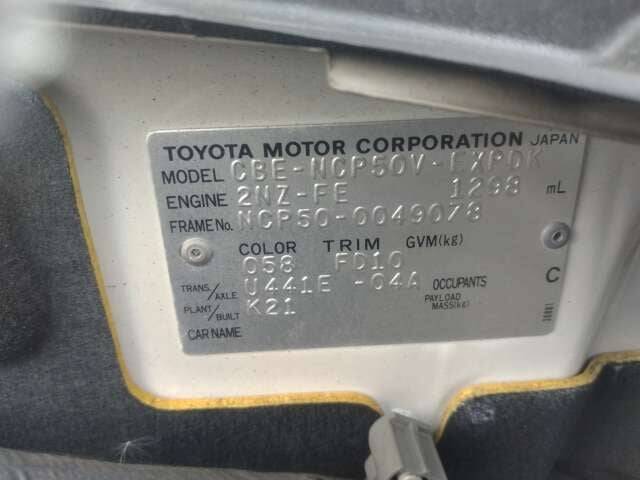 TOYOTA MOTOR CORPORATION JAPAN
MODEL CBE-NCP50V-EXPDK
ENGINE 2NZ-FE 1298 mL
FRAME No. NCP50-0049078
COLOR TRIM GVM(kg)
058 FD10
TRANS./AXLE U441E -04A OCCUPANTS C
PLANT/BUILT K21 PAYLOAD MASS(kg)
CAR NAME